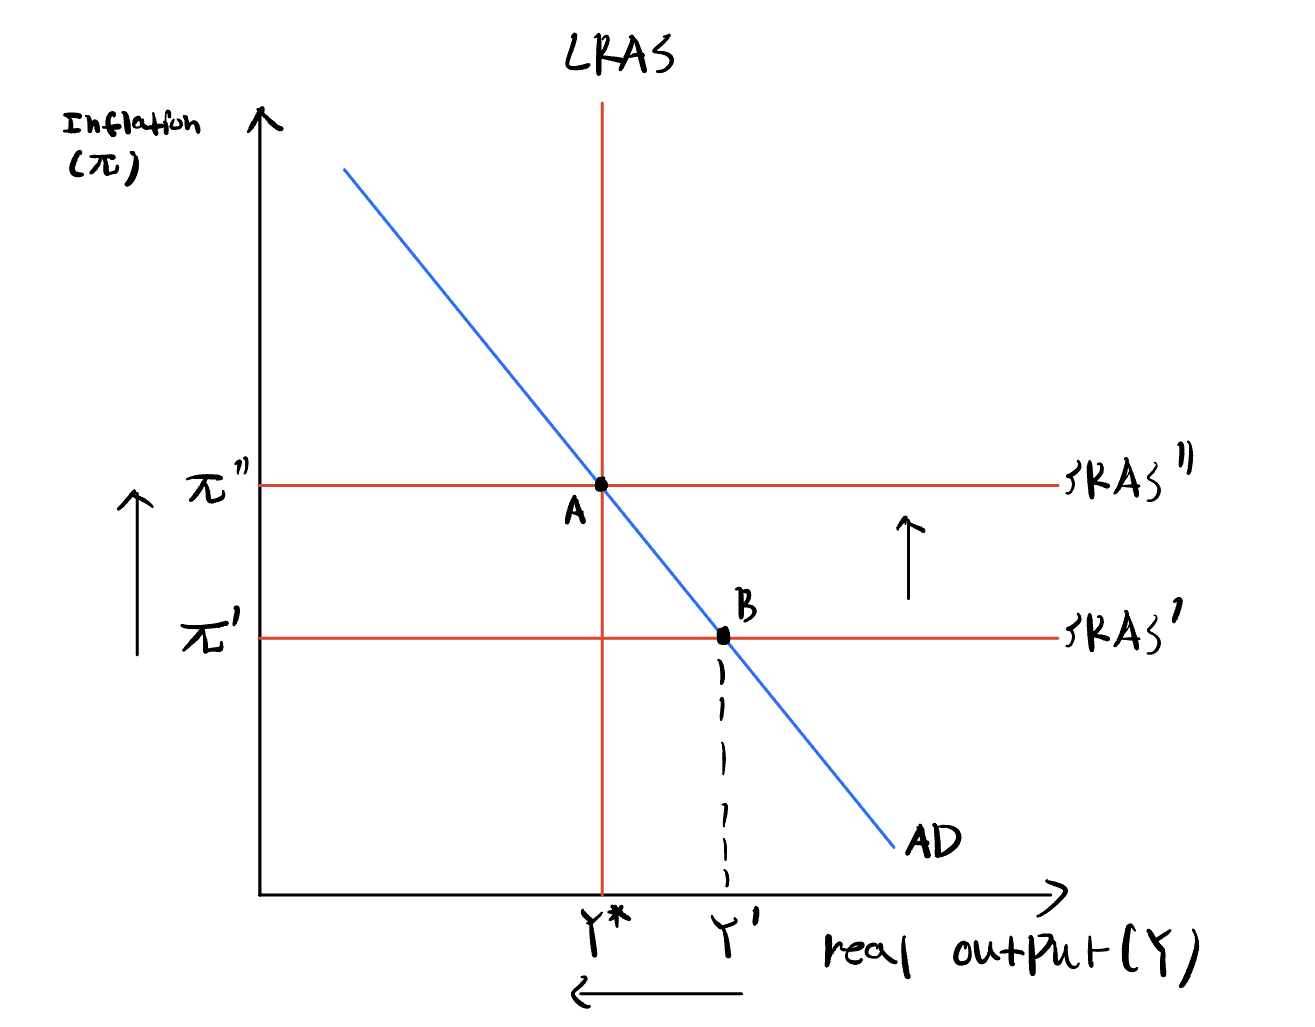 LRAS
Inflation
(π)
π"
SRAS"
A
B
π'
SRAS'
AD
Y*
Y'
real output (Y)